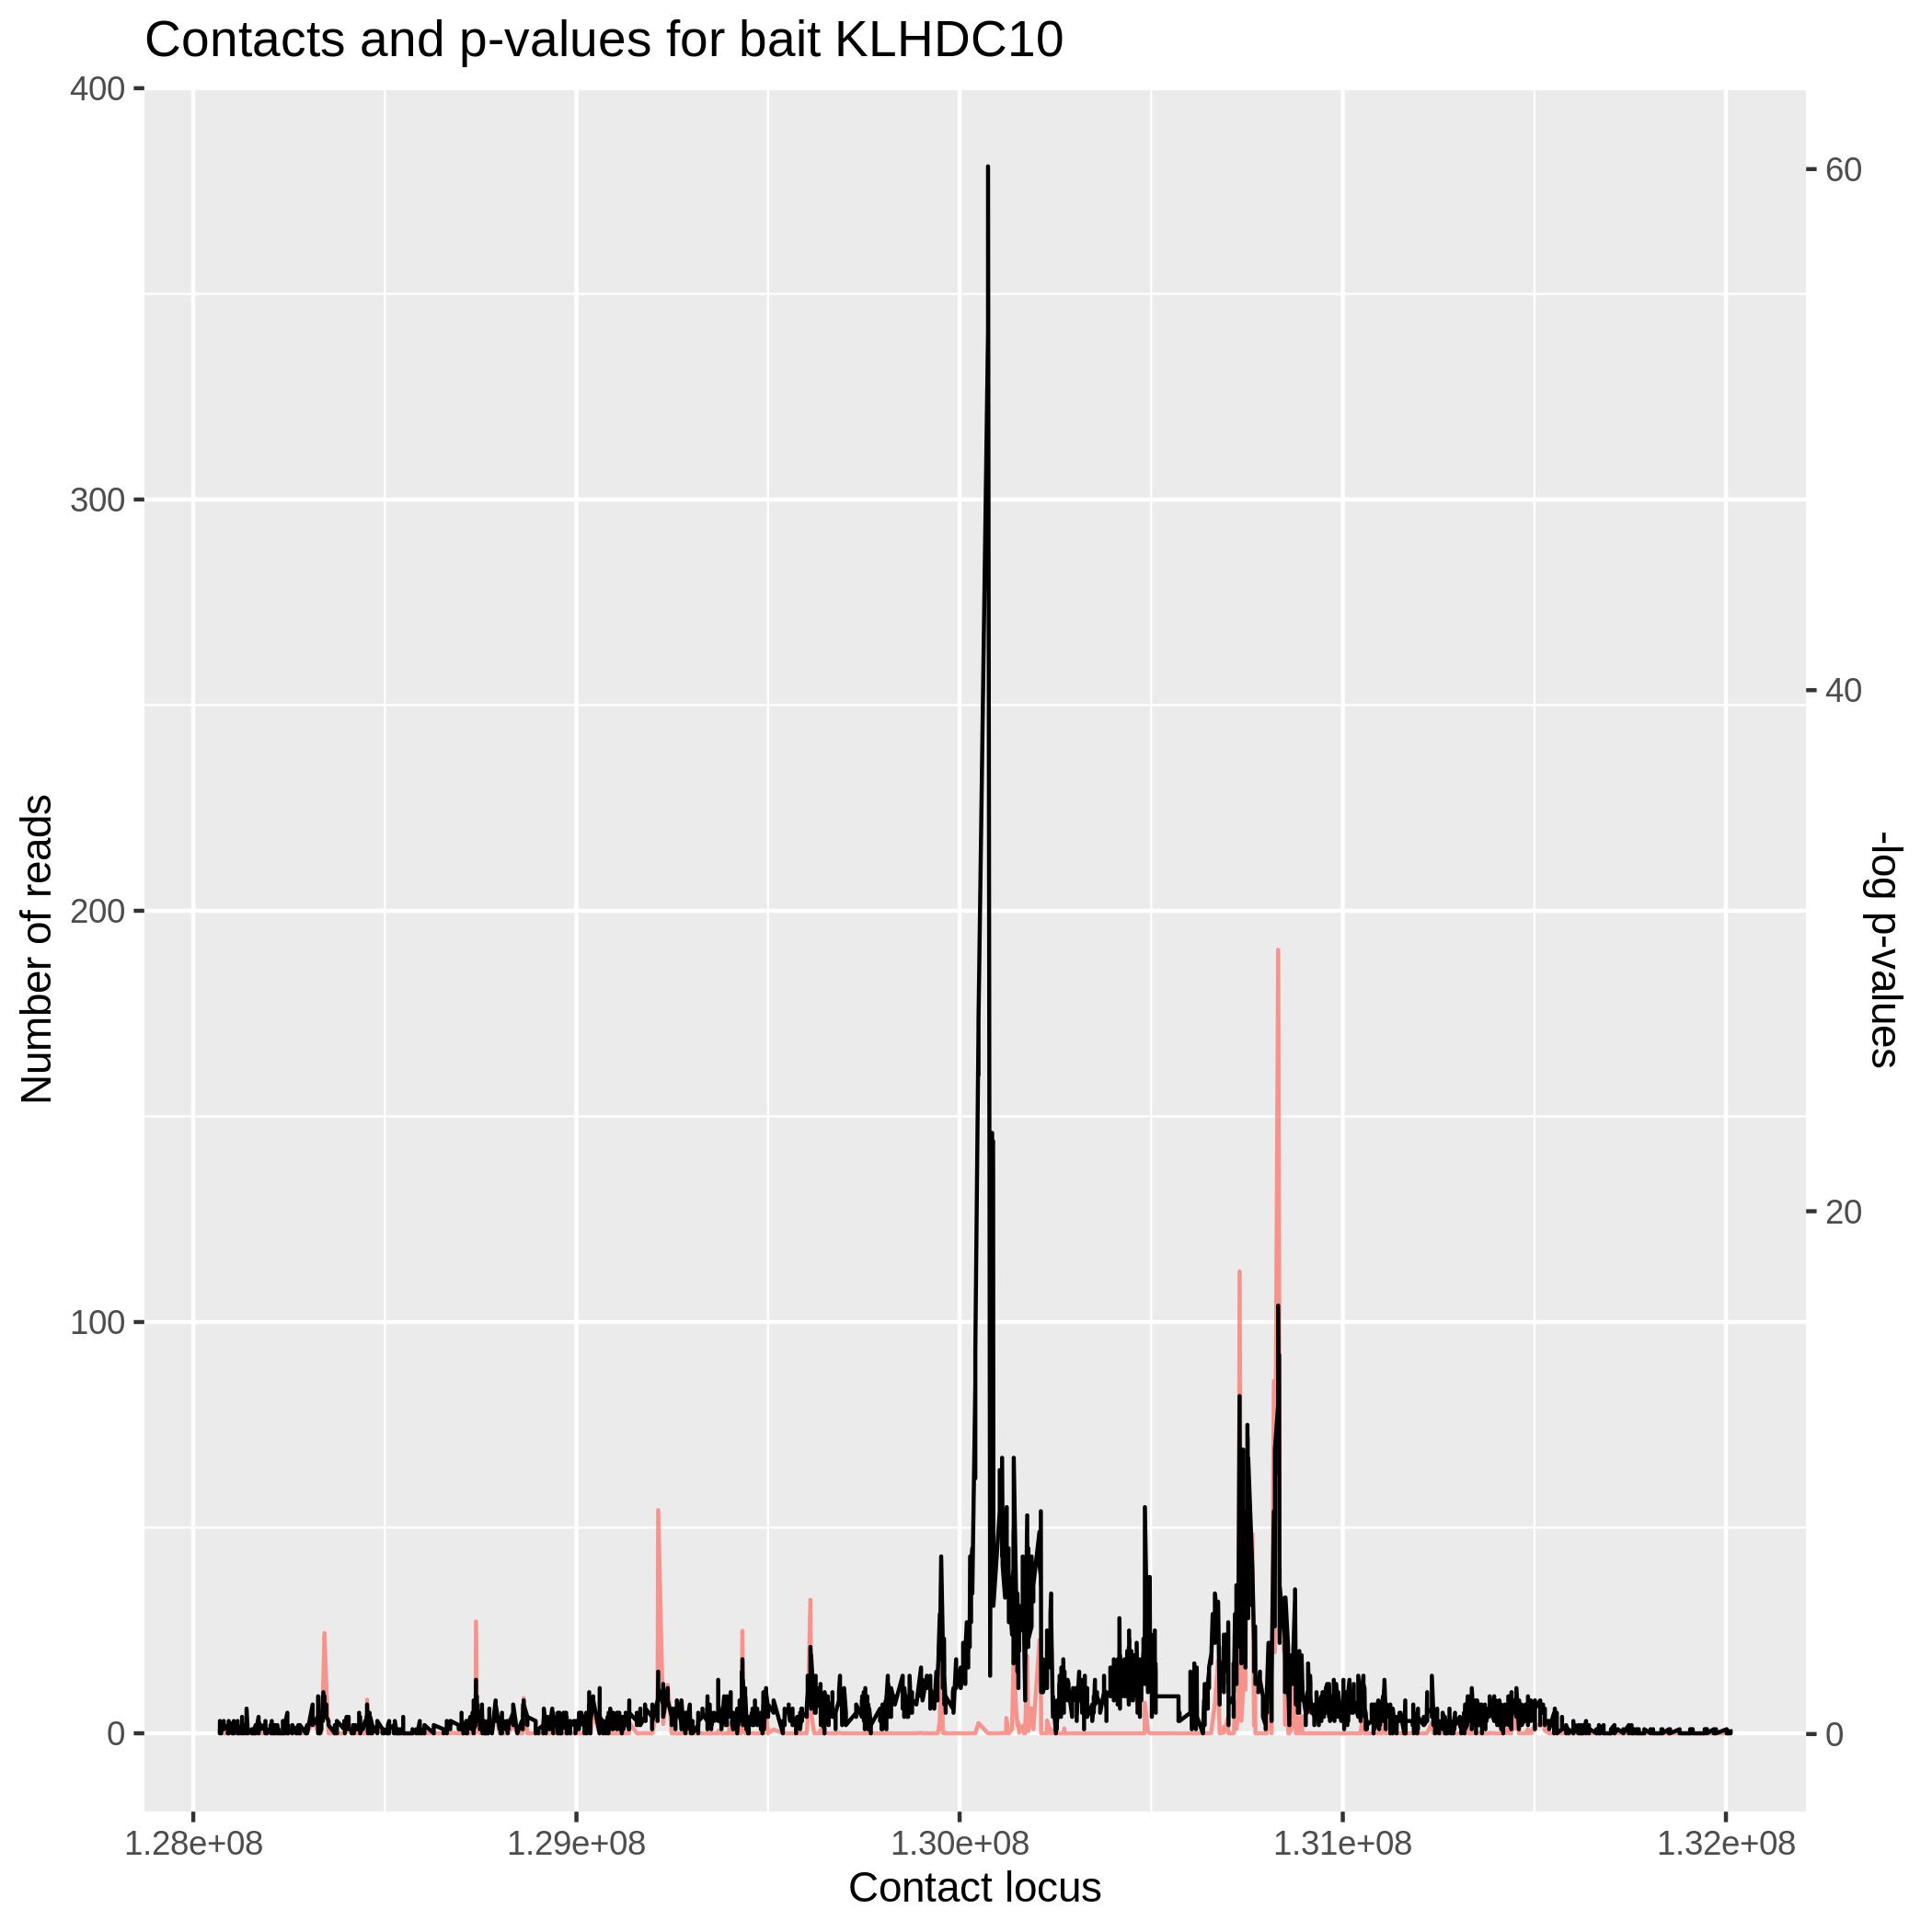 Contacts and p-values for bait KLHDC10
400
300
200
100
0
Number of reads
60
40
20
0
-log p-values
1.28e+08
1.29e+08
1.30e+08
1.31e+08
1.32e+08
Contact locus